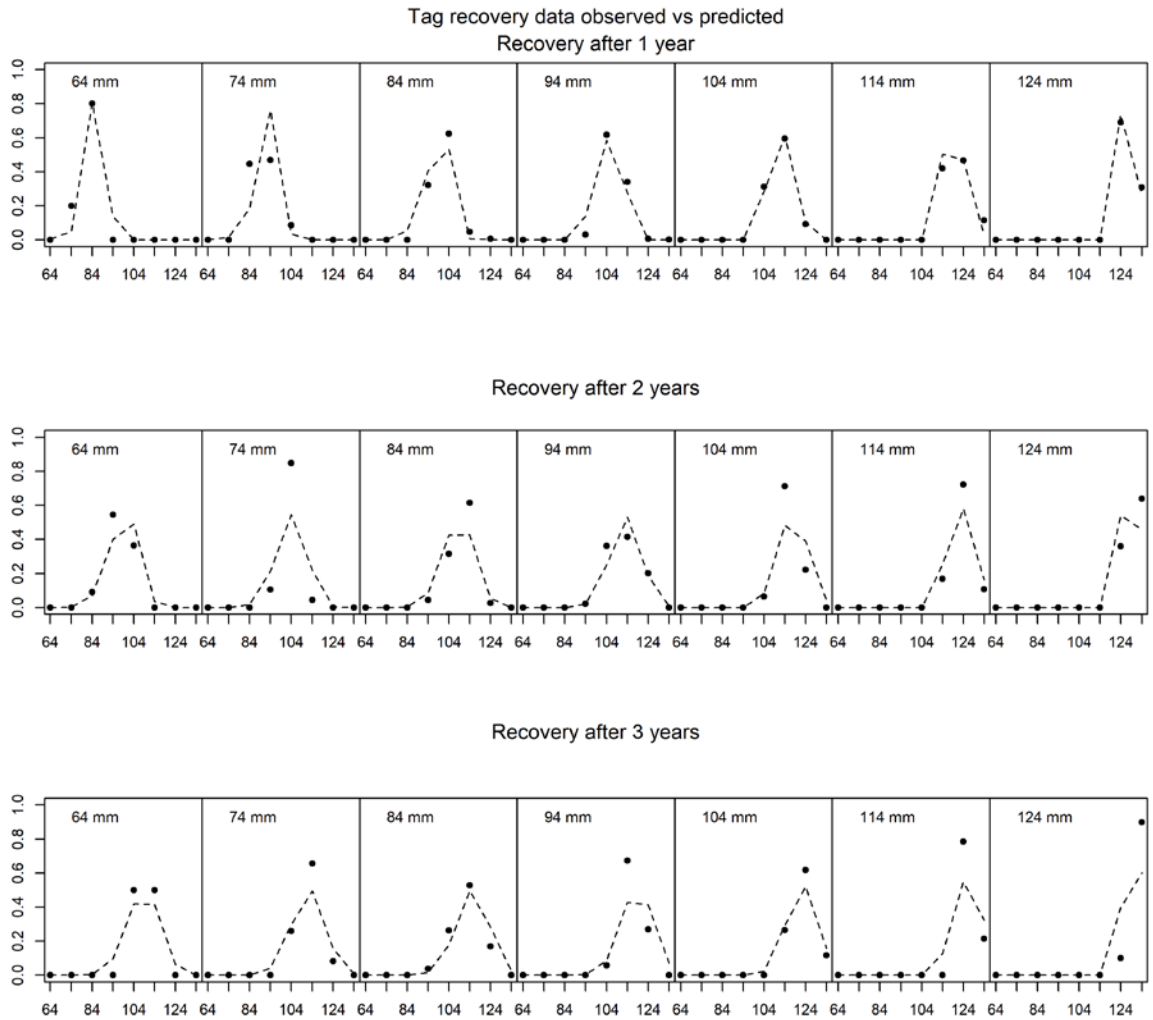 Tag recovery data observed vs predicted
Recovery after 1 year
64 mm 74 mm 84 mm 94 mm 104 mm 114 mm 124 mm
1.0
0.8
0.6
0.4
0.2
0.0
64 84 104 124 64 84 104 124 64 84 104 124 64 84 104 124 64 84 104 124 64 84 104 124 64 84 104 124
Recovery after 2 years
64 mm 74 mm 84 mm 94 mm 104 mm 114 mm 124 mm
1.0
0.8
0.6
0.4
0.2
0.0
64 84 104 124 64 84 104 124 64 84 104 124 64 84 104 124 64 84 104 124 64 84 104 124 64 84 104 124
Recovery after 3 years
64 mm 74 mm 84 mm 94 mm 104 mm 114 mm 124 mm
1.0
0.8
0.6
0.4
0.2
0.0
64 84 104 124 64 84 104 124 64 84 104 124 64 84 104 124 64 84 104 124 64 84 104 124 64 84 104 124